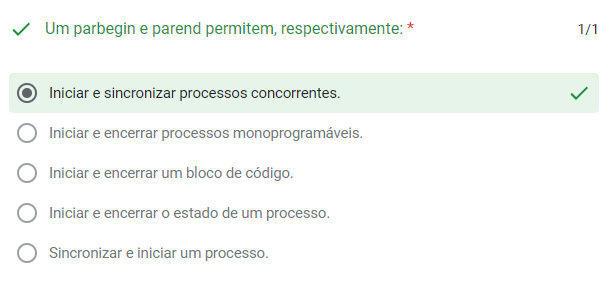 Um parbegin e parend permitem, respectivamente: * 1/1
Iniciar e sincronizar processos concorrentes.
Iniciar e encerrar processos monoprogramáveis.
Iniciar e encerrar um bloco de código.
Iniciar e encerrar o estado de um processo.
Sincronizar e iniciar um processo.